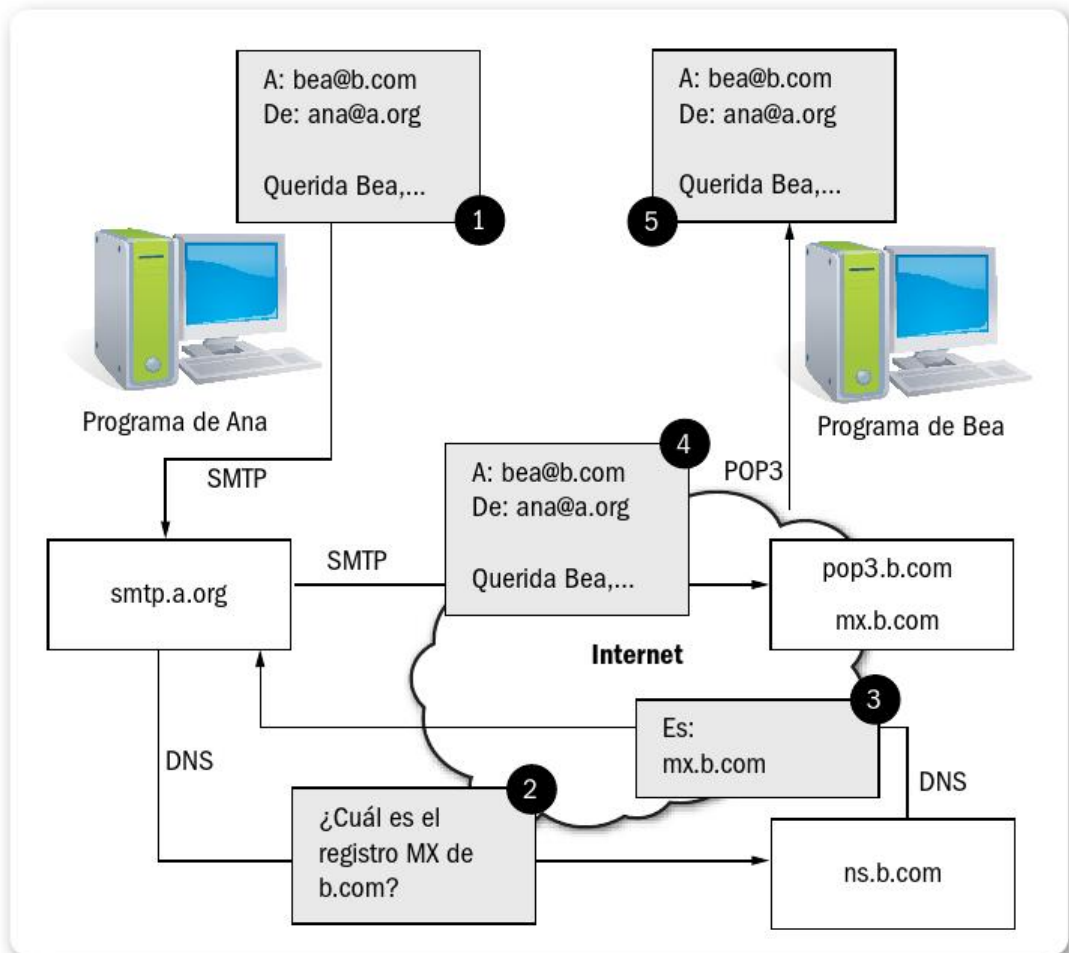 A: bea@b.com
De: ana@a.org
Querida Bea,...
1
A: bea@b.com
De: ana@a.org
Querida Bea,...
5
Programa de Ana
Programa de Bea
SMTP
4
A: bea@b.com
De: ana@a.org
Querida Bea,...
POP3
smtp.a.org
SMTP
pop3.b.com
mx.b.com
Internet
3
Es:
mx.b.com
DNS
2
¿Cuál es el
registro MX de
b.com?
DNS
ns.b.com